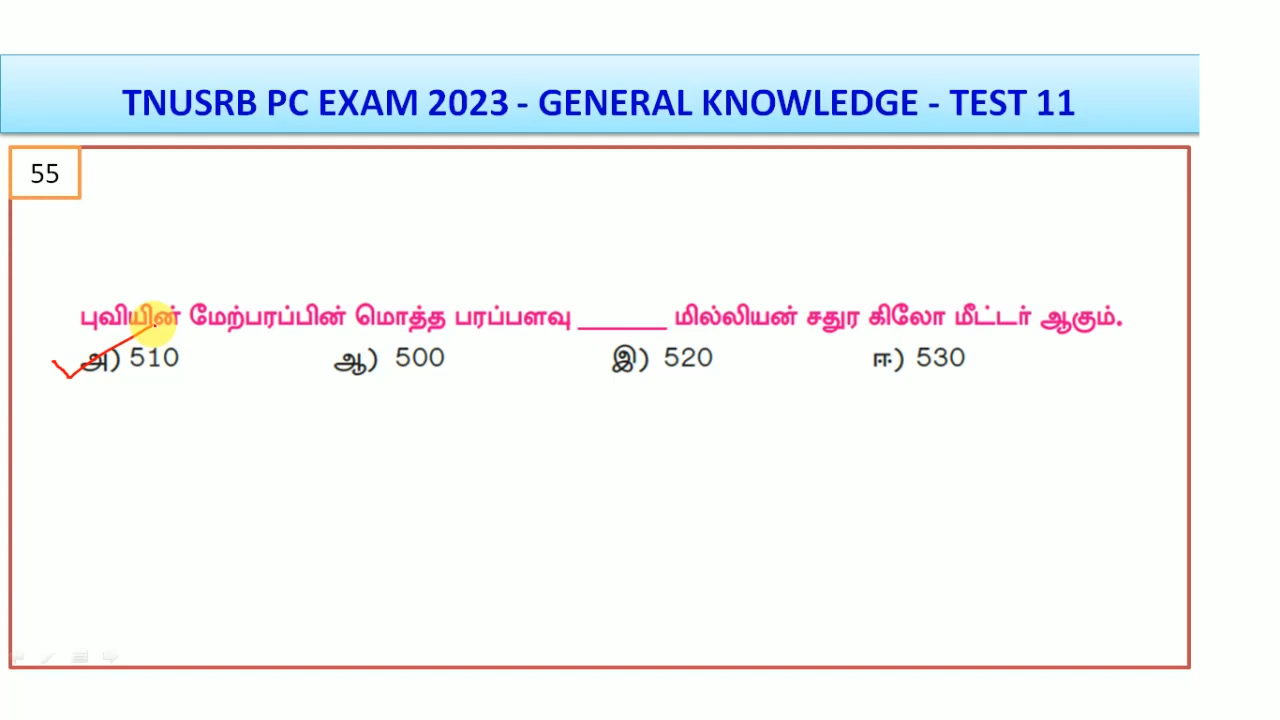 TNUSRB PC EXAM 2023 - GENERAL KNOWLEDGE - TEST 11
55
புவியின் மேற்பரப்பின் மொத்த பரப்பளவு ______ மில்லியன் சதுர கிலோ மீட்டர் ஆகும்.
அ) 510 ஆ) 500 இ) 520 ஈ) 530